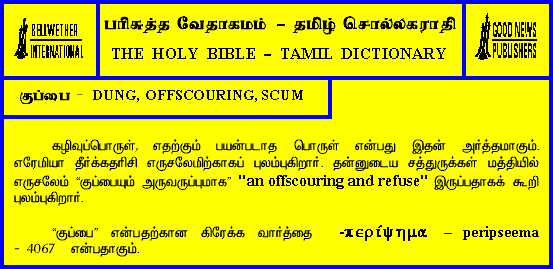 BELLWETHER
INTERNATIONAL
பரிசுத்த வேதாகமம் – தமிழ் சொல்லகராதி
THE HOLY BIBLE – TAMIL DICTIONARY
GOOD NEWS
PUBLISHERS
குப்பை - DUNG, OFFSCOURING, SCUM
கழிவுப்பொருள், எதற்கும் பயன்படாத பொருள் என்பது இதன் அர்த்தமாகும்.
எரேமியா தீர்க்கதரிசி எருசலேமிற்காகப் புலம்புகிறார். தன்னுடைய சத்துருக்கள் மத்தியில்
எருசலேம் “குப்பையும் அருவருப்புமாக” "an offscouring and refuse" இருப்பதாகக் கூறி
புலம்புகிறார்.
“குப்பை” என்பதற்கான கிரேக்க வார்த்தை -περίψημα – peripseema
- 4067 என்பதாகும்.